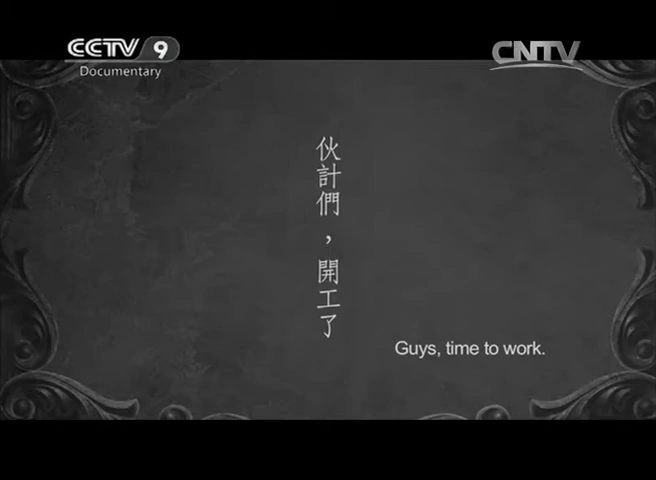 CCTV 9
Documentary
CNTV
伙計們，開工了
Guys, time to work.